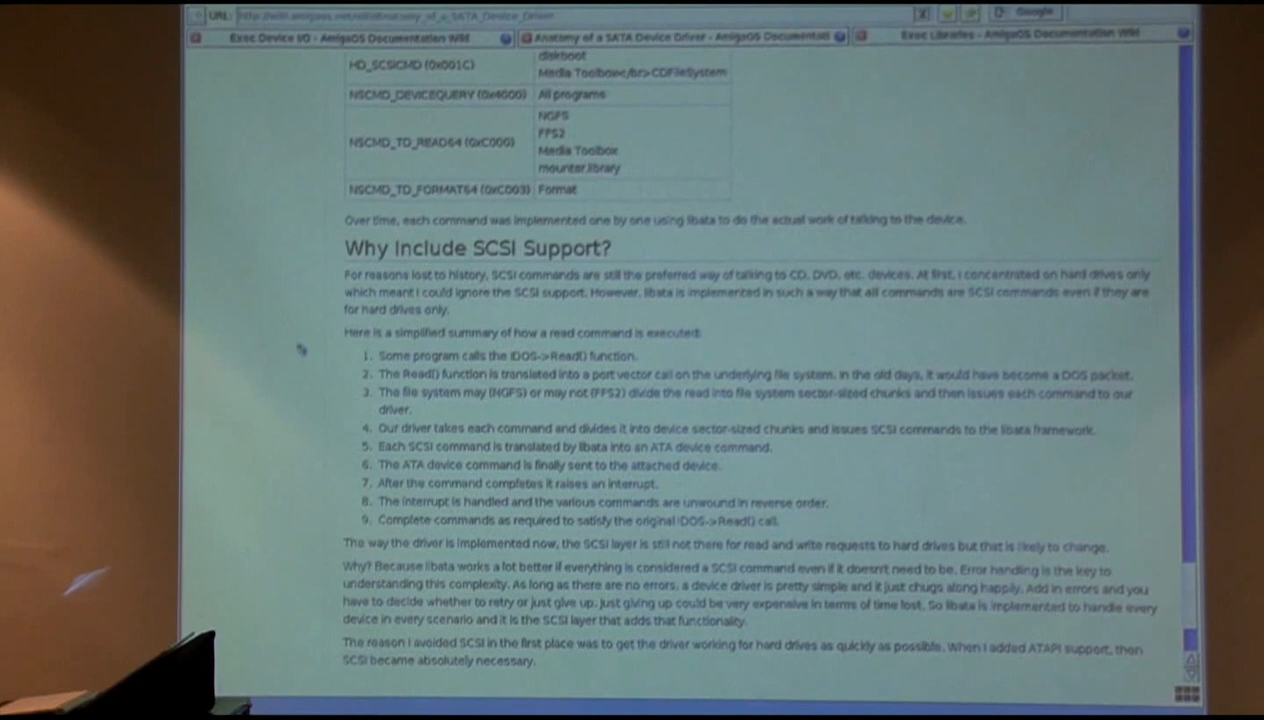 URL: http://wiki.amigaos.net/wiki/Anatomy_of_a_SATA_Device_Driver
Google
Exec Device I/O - AmigaOS Documentation Wiki
Anatomy of a SATA Device Driver - AmigaOS Documentati
Exec Libraries - AmigaOS Documentation Wiki
diskboot
HD_SCSICMD (0x001C)
Media Toolbox</br>CDFileSystem
NSCMD_DEVICEQUERY (0x4000) All programs
NGFS
FFS2
NSCMD_TD_READ64 (0xC000)
Media Toolbox
mounter.library
NSCMD_TD_FORMAT64 (0xC003) Format
Over time, each command was implemented one by one using libata to do the actual work of talking to the device.
Why Include SCSI Support?
For reasons lost to history, SCSI commands are still the preferred way of talking to CD, DVD, etc. devices. At first, I concentrated on hard drives only
which meant I could ignore the SCSI support. However, libata is implemented in such a way that all commands are SCSI commands even if they are
for hard drives only.
Here is a simplified summary of how a read command is executed:
1. Some program calls the IDOS->Read() function.
2. The Read() function is translated into a port vector call on the underlying file system. In the old days, it would have become a DOS packet.
3. The file system may (NGFS) or may not (FFS2) divide the read into file system sector-sized chunks and then issues each command to our
driver.
4. Our driver takes each command and divides it into device sector-sized chunks and issues SCSI commands to the libata framework.
5. Each SCSI command is translated by libata into an ATA device command.
6. The ATA device command is finally sent to the attached device.
7. After the command completes it raises an interrupt.
8. The interrupt is handled and the various commands are unwound in reverse order.
9. Complete commands as required to satisfy the original IDOS->Read() call.
The way the driver is implemented now, the SCSI layer is still not there for read and write requests to hard drives but that is likely to change.
Why? Because libata works a lot better if everything is considered a SCSI command even if it doesn't need to be. Error handling is the key to
understanding this complexity. As long as there are no errors, a device driver is pretty simple and it just chugs along happily. Add in errors and you
have to decide whether to retry or just give up. Just giving up could be very expensive in terms of time lost. So libata is implemented to handle every
device in every scenario and it is the SCSI layer that adds that functionality.
The reason I avoided SCSI in the first place was to get the driver working for hard drives as quickly as possible. When I added ATAPI support, then
SCSI became absolutely necessary.